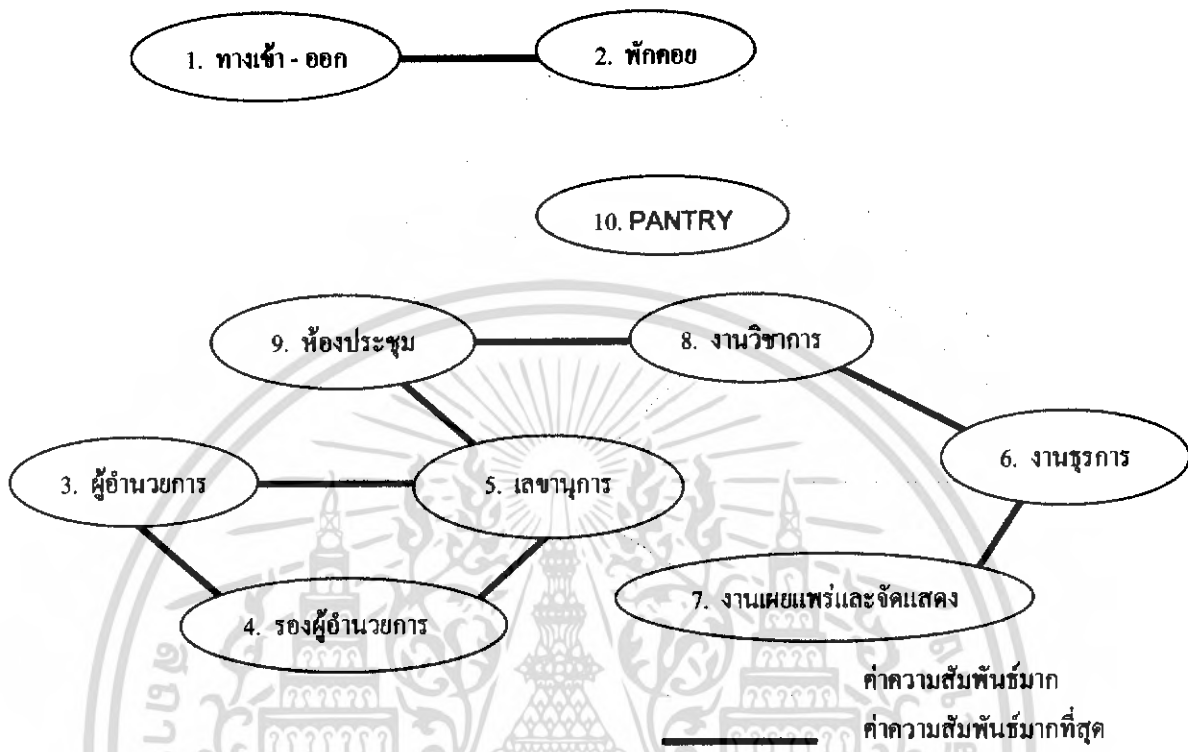 1. ทางเข้า - ออก
2. พักคอย
10. PANTRY
9. ห้องประชุม
8. งานวิชาการ
6. งานธุรการ
3. ผู้อำนวยการ
5. เลขานุการ
7. งานเผยแพร่และจัดแสดง
4. รองผู้อำนวยการ
ค่าความสัมพันธ์มาก
ค่าความสัมพันธ์มากที่สุด